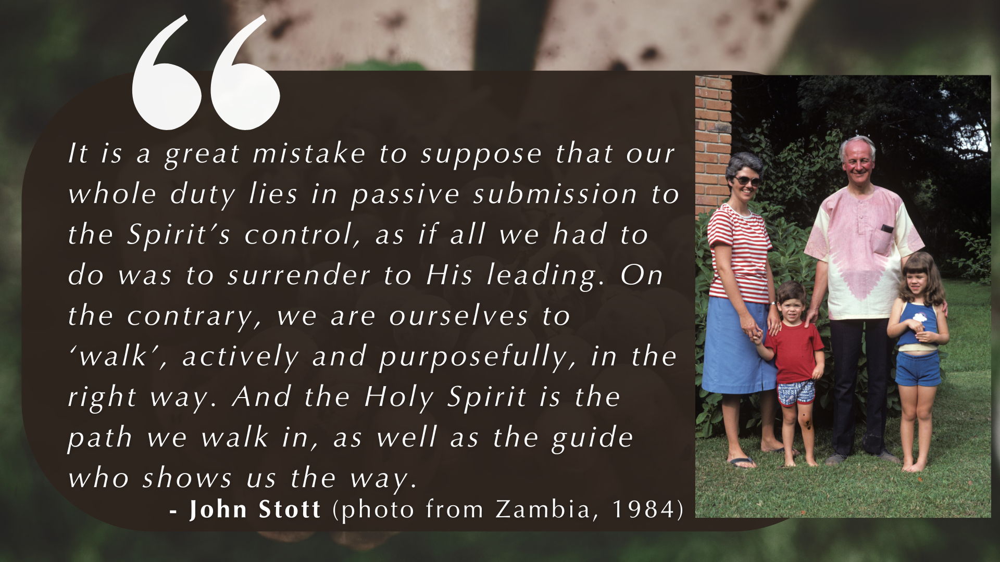 “
It is a great mistake to suppose that our
whole duty lies in passive submission to
the Spirit’s control, as if all we had to
do was to surrender to His leading. On
the contrary, we are ourselves to
‘walk’, actively and purposefully, in the
right way. And the Holy Spirit is the
path we walk in, as well as the guide
who shows us the way.
- John Stott (photo from Zambia, 1984)